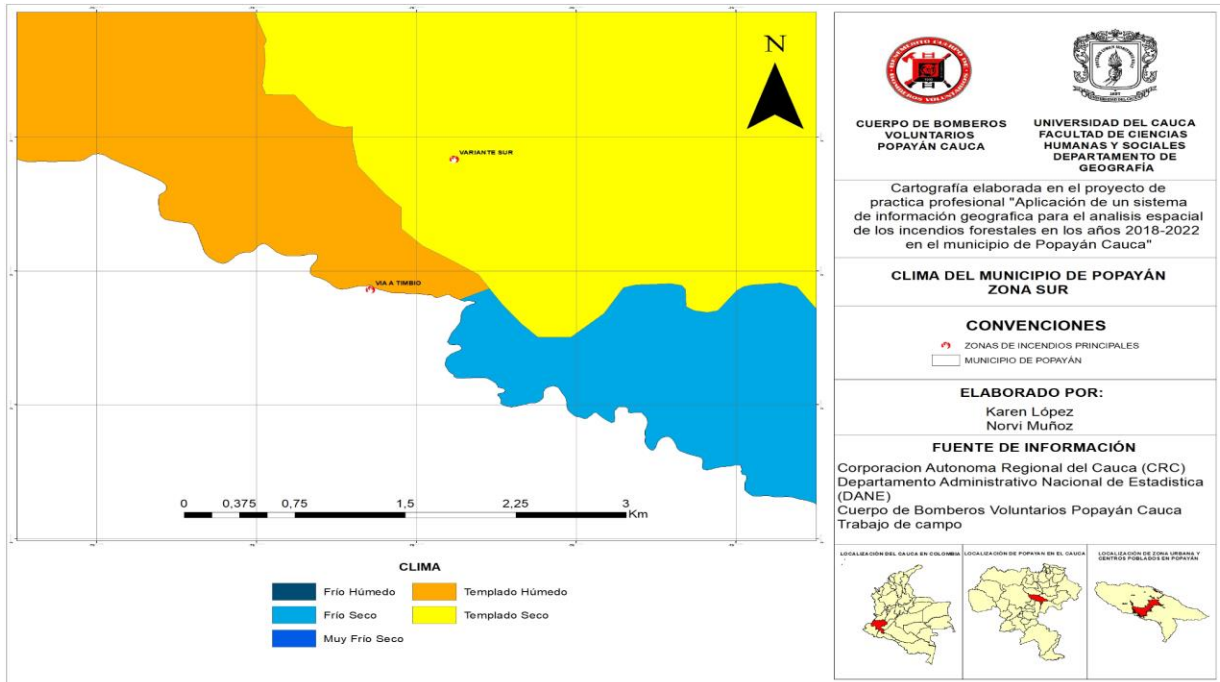 N
VARIANTE SUR
VIA A TIMBIO
0 0,375 0,75 1,5 2,25 3
Km
CLIMA
Frío Húmedo
Frío Seco
Muy Frío Seco
Templado Húmedo
Templado Seco
BENEMERITO CUERPO DE BOMBEROS VOLUNTARIOS
CUERPO DE BOMBEROS
VOLUNTARIOS
POPAYÁN CAUCA
UNIVERSIDAD DEL CAUCA
FACULTAD DE CIENCIAS
HUMANAS Y SOCIALES
DEPARTAMENTO DE
GEOGRAFÍA
Cartografía elaborada en el proyecto de
practica profesional "Aplicación de un sistema
de información geografica para el analisis espacial
de los incendios forestales en los años 2018-2022
en el municipio de Popayán Cauca"
CLIMA DEL MUNICIPIO DE POPAYÁN
ZONA SUR
CONVENCIONES
ZONAS DE INCENDIOS PRINCIPALES
MUNICIPIO DE POPAYÁN
ELABORADO POR:
Karen López
Norvi Muñoz
FUENTE DE INFORMACIÓN
Corporacion Autonoma Regional del Cauca (CRC)
Departamento Administrativo Nacional de Estadistica
(DANE)
Cuerpo de Bomberos Voluntarios Popayán Cauca
Trabajo de campo
LOCALIZACIÓN DEL CAUCA EN COLOMBIA
LOCALIZACIÓN DE POPAYAN EN EL CAUCA
LOCALIZACIÓN DE ZONA URBANA Y
CENTROS POBLADOS EN POPAYÁN